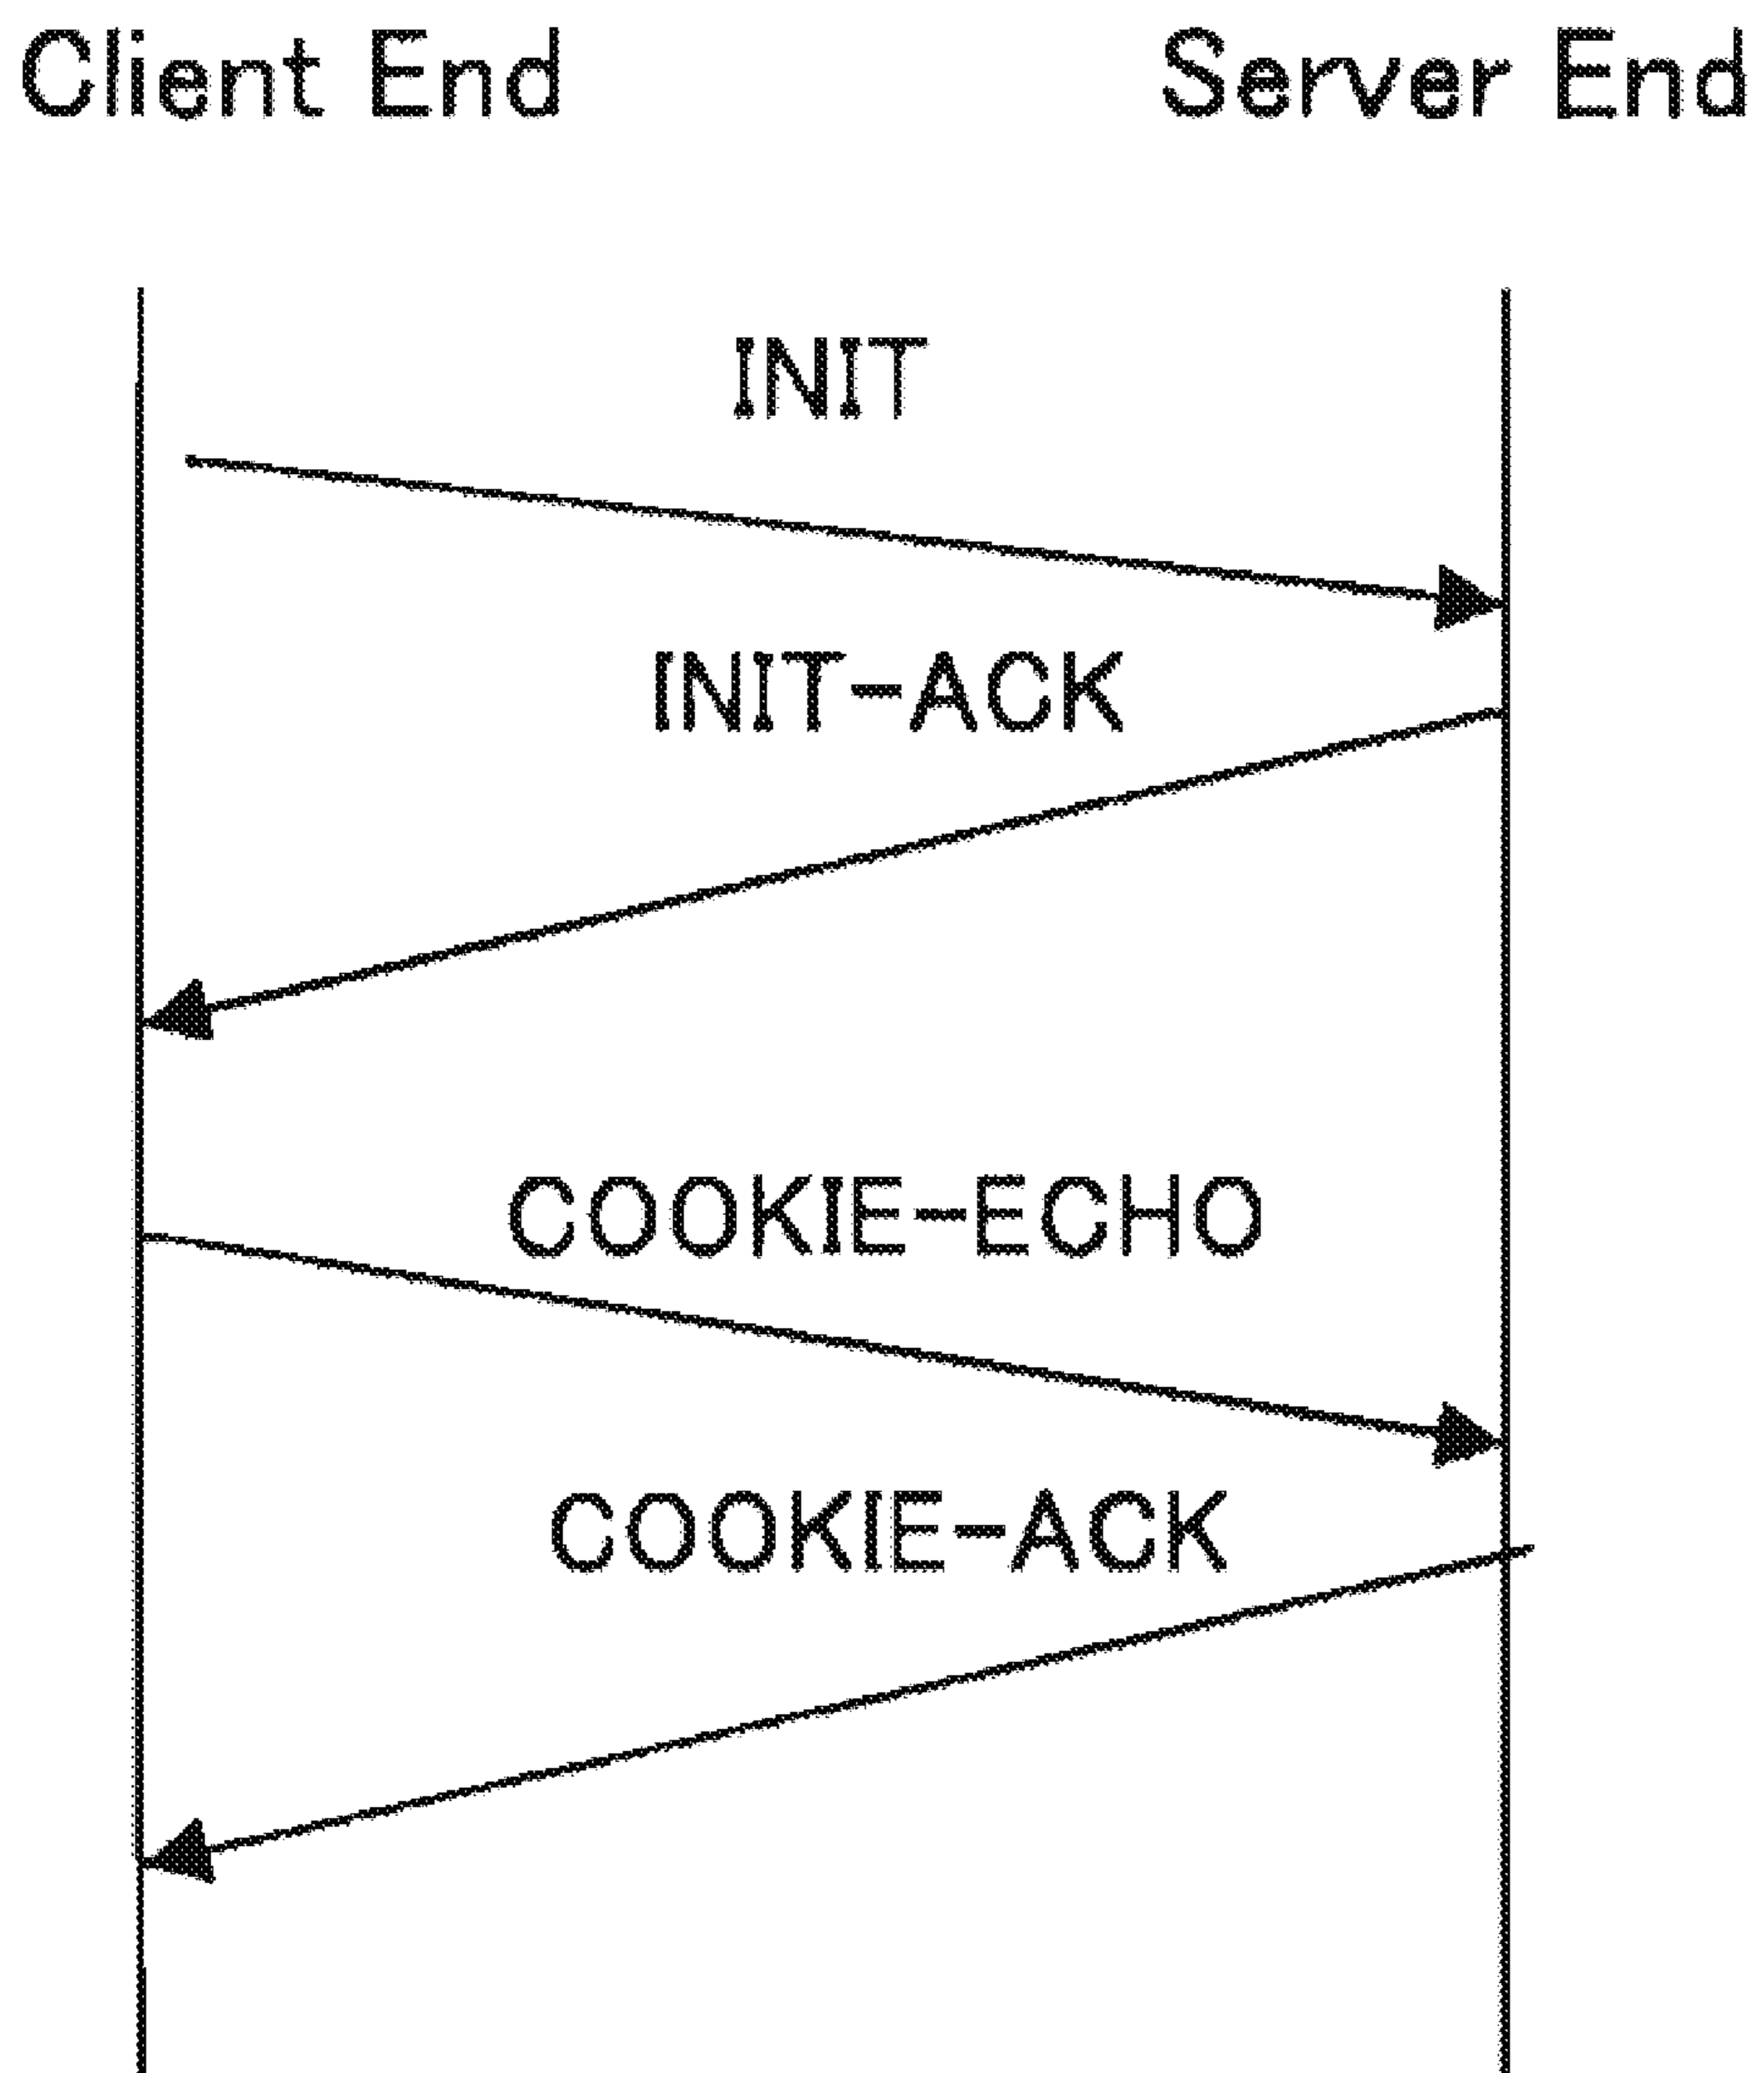 Client End Server End
INIT
INIT-ACK
COOKIE-ECHO
COOKIE-ACK